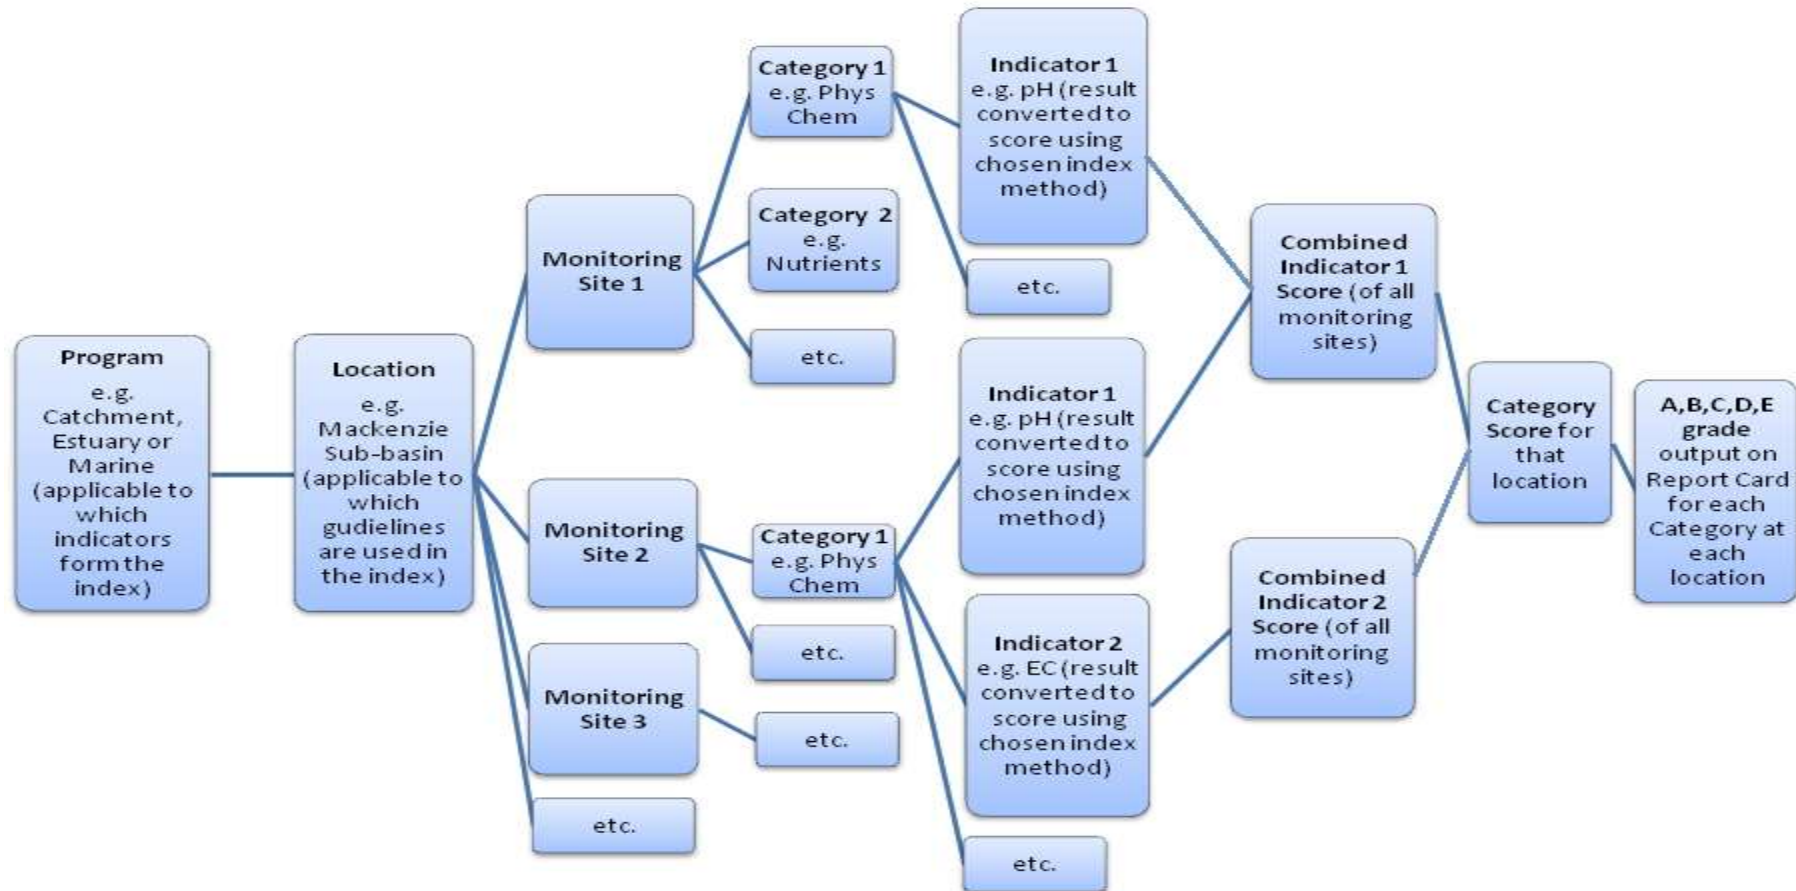 Program
e.g.
Catchment,
Estuary or
Marine
(applicable to
which
indicators
form the
index)
Location
e.g.
Mackenzie
Sub-basin
(applicable to
which
gudielines
are used in
the index)
Monitoring
Site 1
Monitoring
Site 2
Monitoring
Site 3
etc.
Category 1
e.g. Phys
Chem
Category 2
e.g.
Nutrients
etc.
Category 1
e.g. Phys
Chem
etc.
etc.
Indicator 1
e.g. pH (result
converted to
score using
chosen index
method)
etc.
Indicator 1
e.g. pH (result
converted to
score using
chosen index
method)
Indicator 2
e.g. EC (result
converted to
score using
chosen index
method)
etc.
Combined
Indicator 1
Score (of all
monitoring
sites)
Combined
Indicator 2
Score (of all
monitoring
sites)
Category
Score for
that
location
A,B,C,D,E
grade
output on
Report Card
for each
Category at
each
location